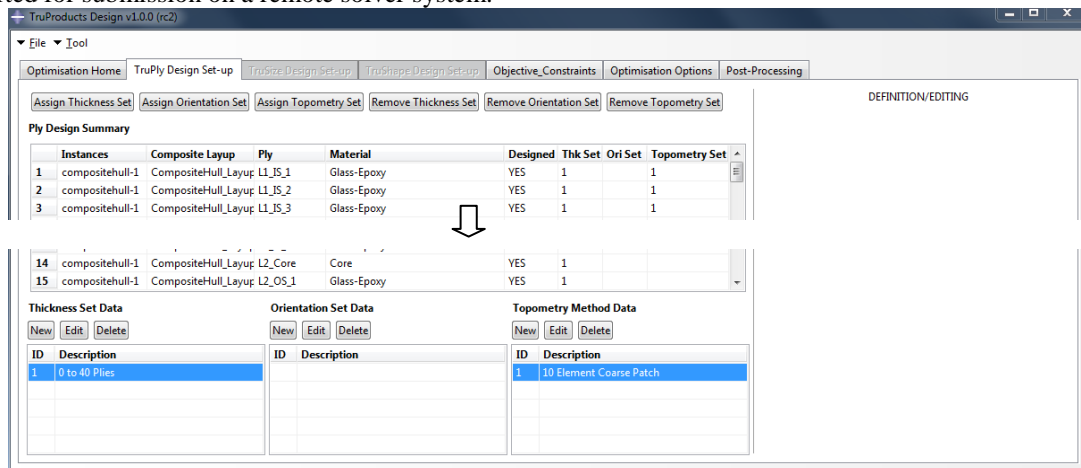 ted for submission on a remote solver system.
TruProducts Design v1.0.0 (rc2)
File Tool
Optimisation Home TruPly Design Set-up TruSize Design Set-up TruShape Design Set-up Objective_Constraints Optimisation Options Post-Processing
Assign Thickness Set Assign Orientation Set Assign Topometry Set Remove Thickness Set Remove Orientation Set Remove Topometry Set DEFINITION/EDITING
Ply Design Summary
Instances Composite Layup Ply Material Designed Thk Set Ori Set Topometry Set
1 compositehull-1 CompositeHull_Layup L1_IS_1 Glass-Epoxy YES 1 1
2 compositehull-1 CompositeHull_Layup L1_IS_2 Glass-Epoxy YES 1 1
3 compositehull-1 CompositeHull_Layup L1_IS_3 Glass-Epoxy YES 1 1
14 compositehull-1 CompositeHull_Layup L2_Core Core YES 1
15 compositehull-1 CompositeHull_Layup L2_OS_1 Glass-Epoxy YES 1
Thickness Set Data Orientation Set Data Topometry Method Data
New Edit Delete New Edit Delete New Edit Delete
ID Description ID Description ID Description
1 0 to 40 Plies 1 10 Element Coarse Patch